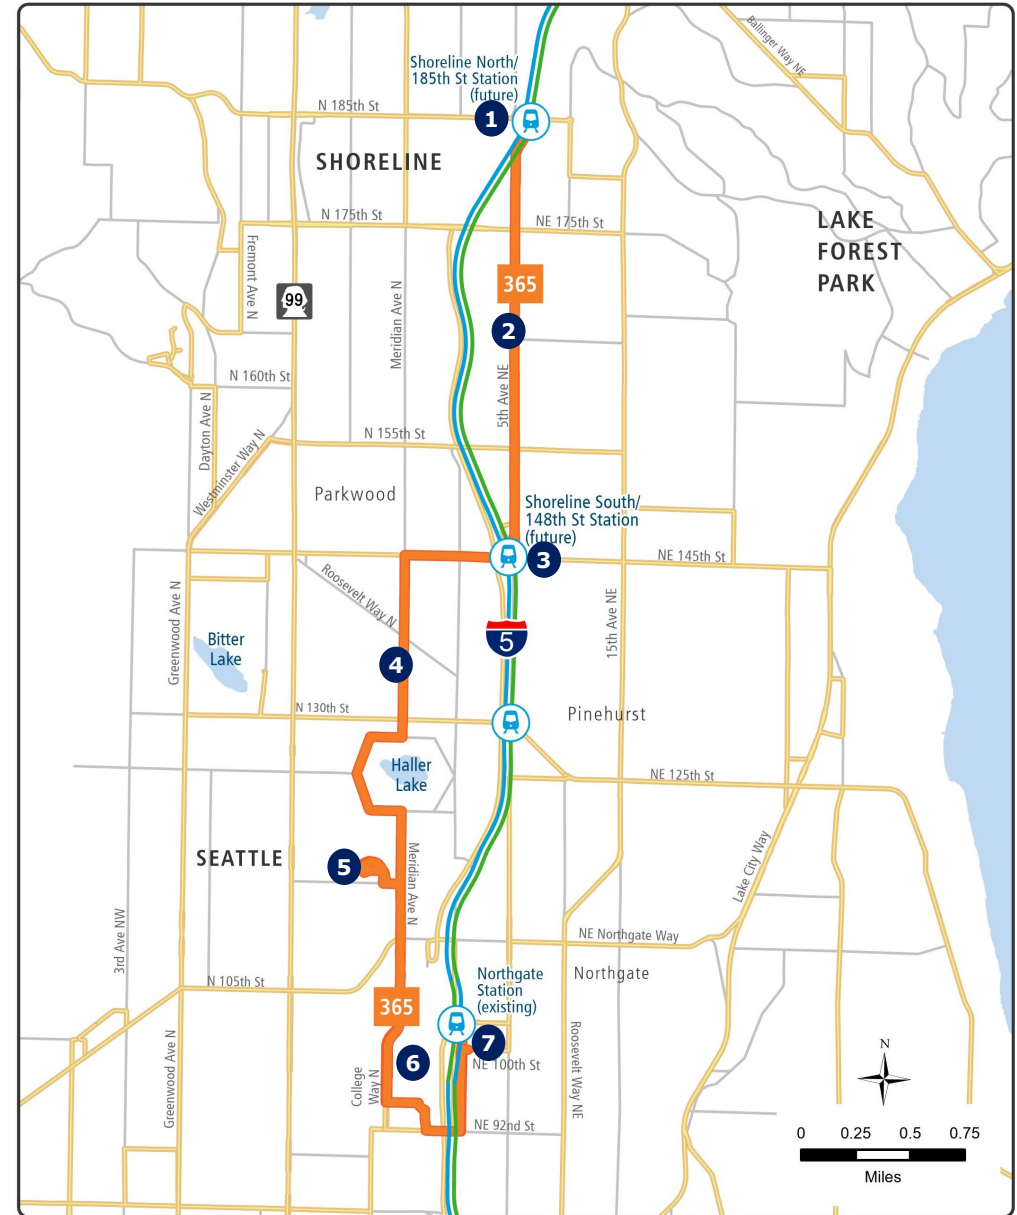 Ballinger Way NE
Shoreline North/
185th St Station
(future)
1
N 185th St
SHORELINE
N 175th St
NE 175th St
LAKE
FOREST
PARK
Fremont Ave N
365
99
Meridian Ave N
2
N 160th St
5th Ave NE
Dayton Ave N
N 155th St
Westminster Way N
Parkwood
Shoreline South/
148th St Station
(future)
3
NE 145th St
Roosevelt Way N
Greenwood Ave N
15th Ave NE
5
Bitter
Lake
4
N 130th St
Pinehurst
Haller
Lake
NE 125th St
SEATTLE
5
Meridian Ave N
Lake City Way
3rd Ave NW
NE Northgate Way
Northgate
Station
(existing)
Northgate
N 105th St
365
7
6
NE 100th St
Greenwood Ave N
College
Way N
Roosevelt Way NE
NE 92nd St
N
0 0.25 0.5 0.75
Miles